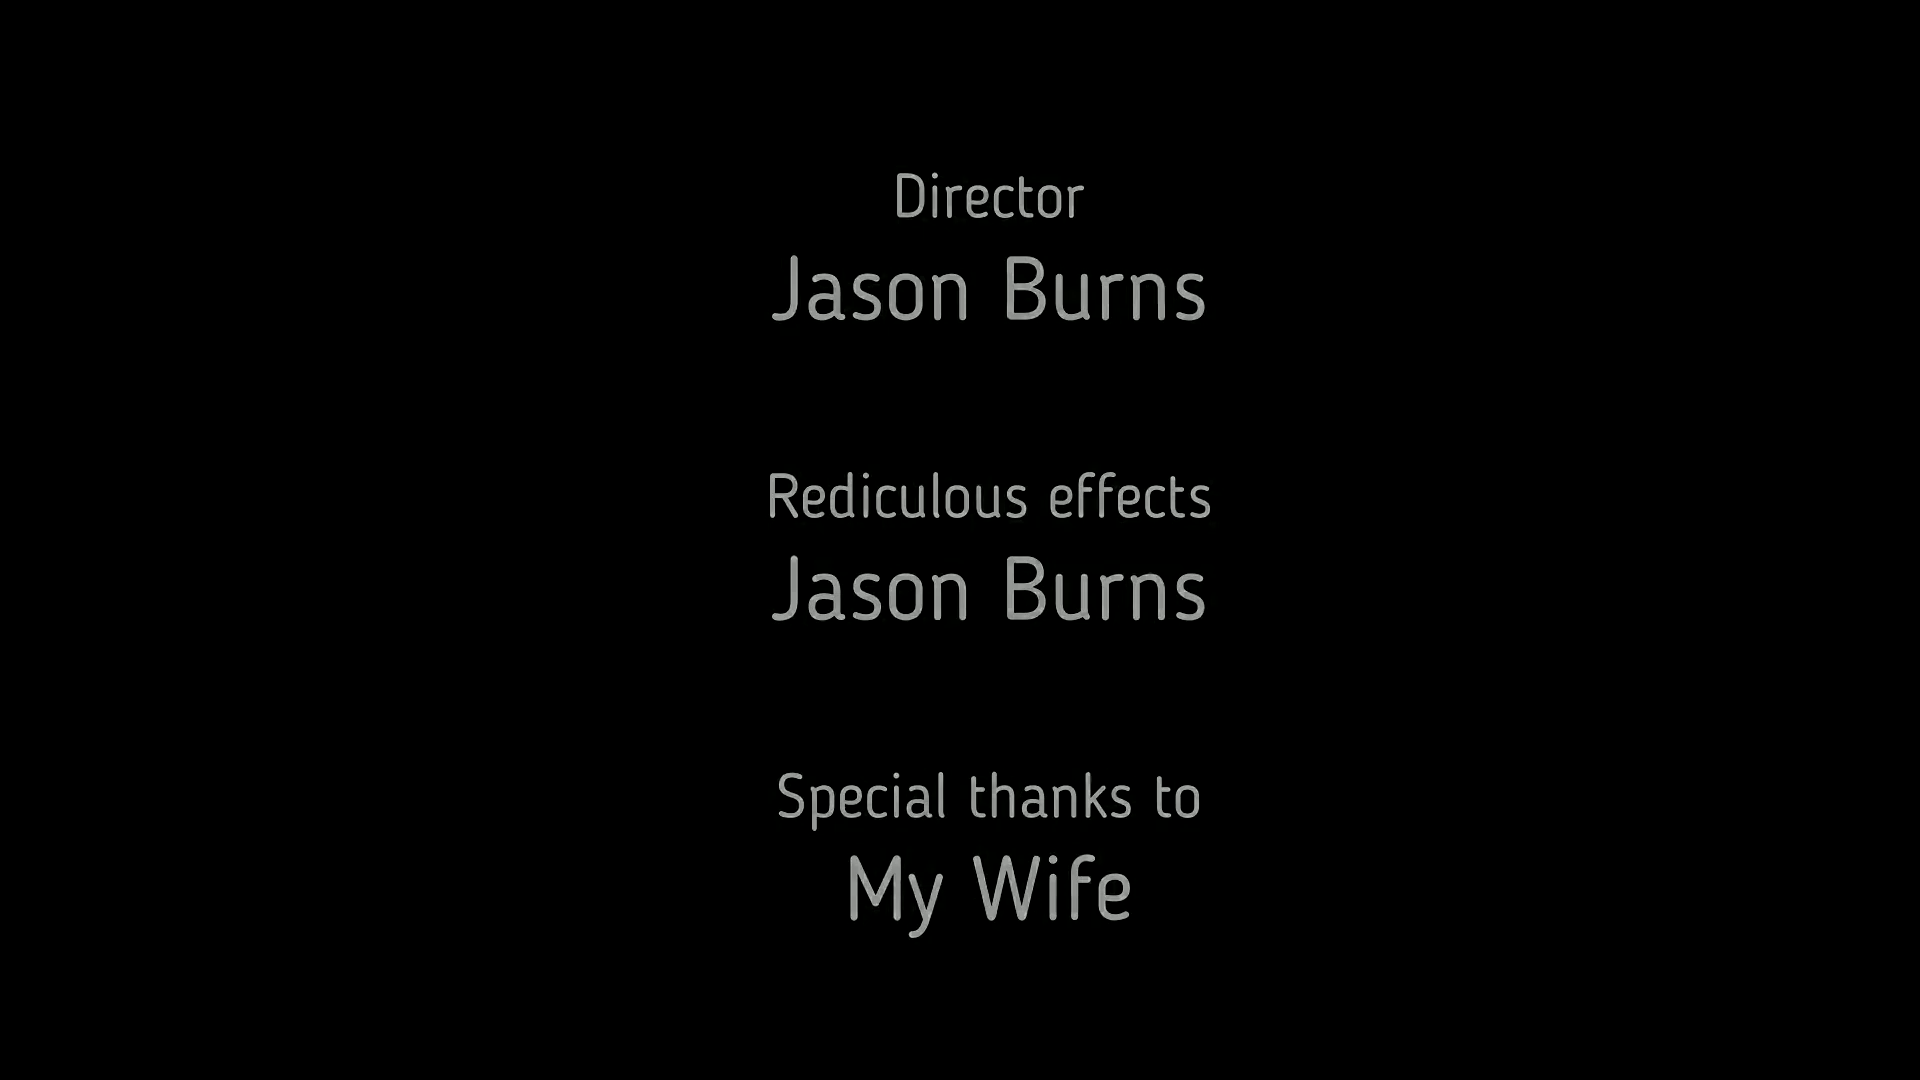 Director
Jason Burns
Rediculous effects
Jason Burns
Special thanks to
My Wife